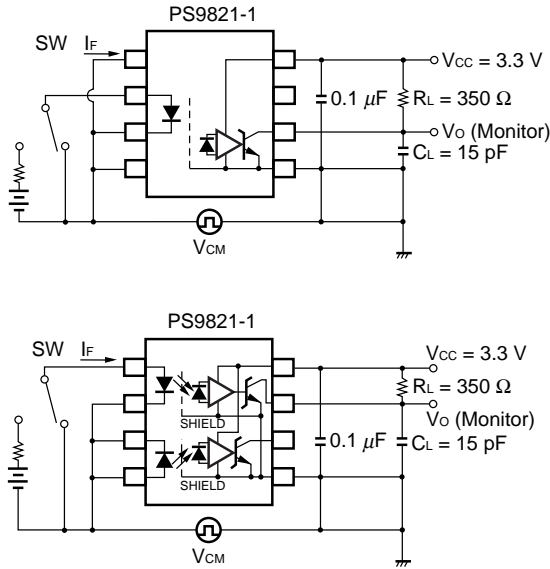 PS9821-1
SW
IF
VCC = 3.3 V
0.1 μF
RL = 350 Ω
VO (Monitor)
CL = 15 pF
VCM
PS9821-1
SW
IF
SHIELD
SHIELD
VCC = 3.3 V
RL = 350 Ω
VO (Monitor)
0.1 μF
CL = 15 pF
VCM